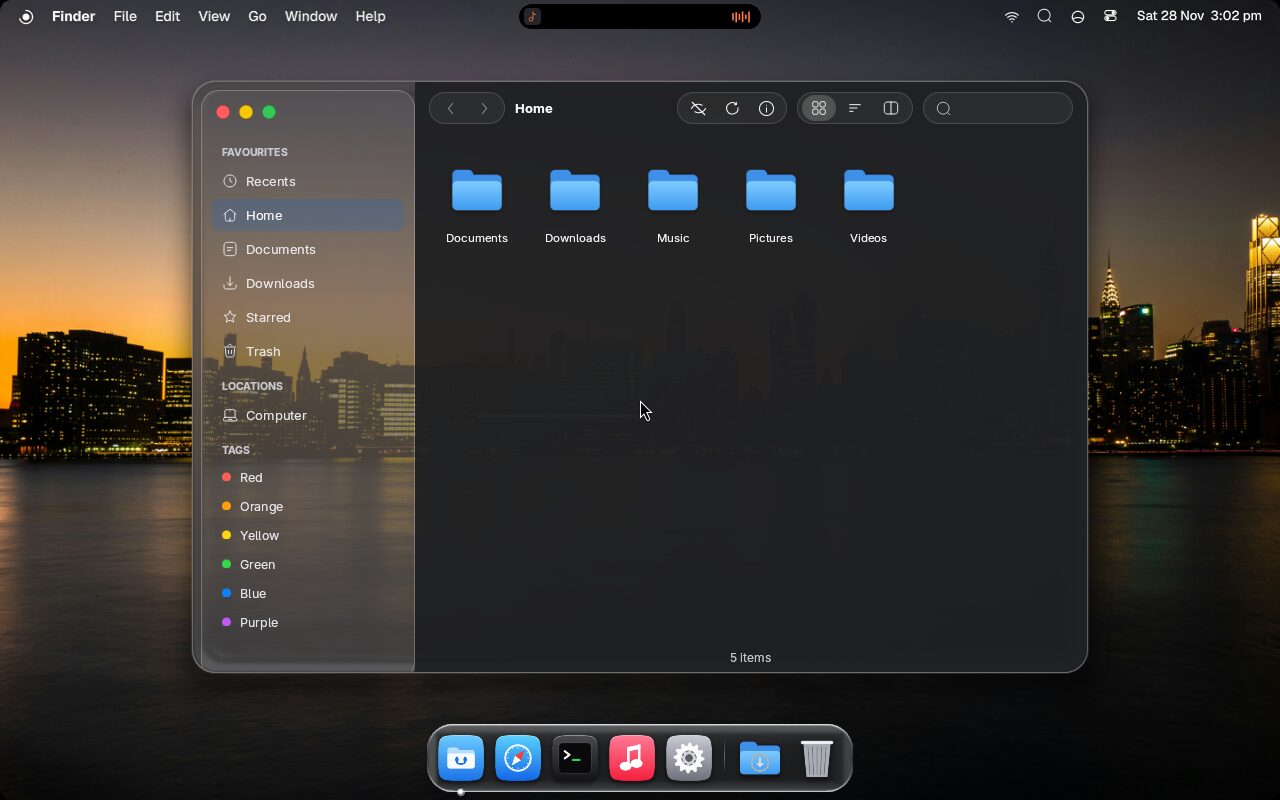 Finder File Edit View Go Window Help
Sat 28 Nov 3:02 pm
Home
FAVOURITES
Recents
Home
Documents
Downloads
Starred
Trash
LOCATIONS
Computer
TAGS
Red
Orange
Yellow
Green
Blue
Purple
Documents Downloads Music Pictures Videos
5 items